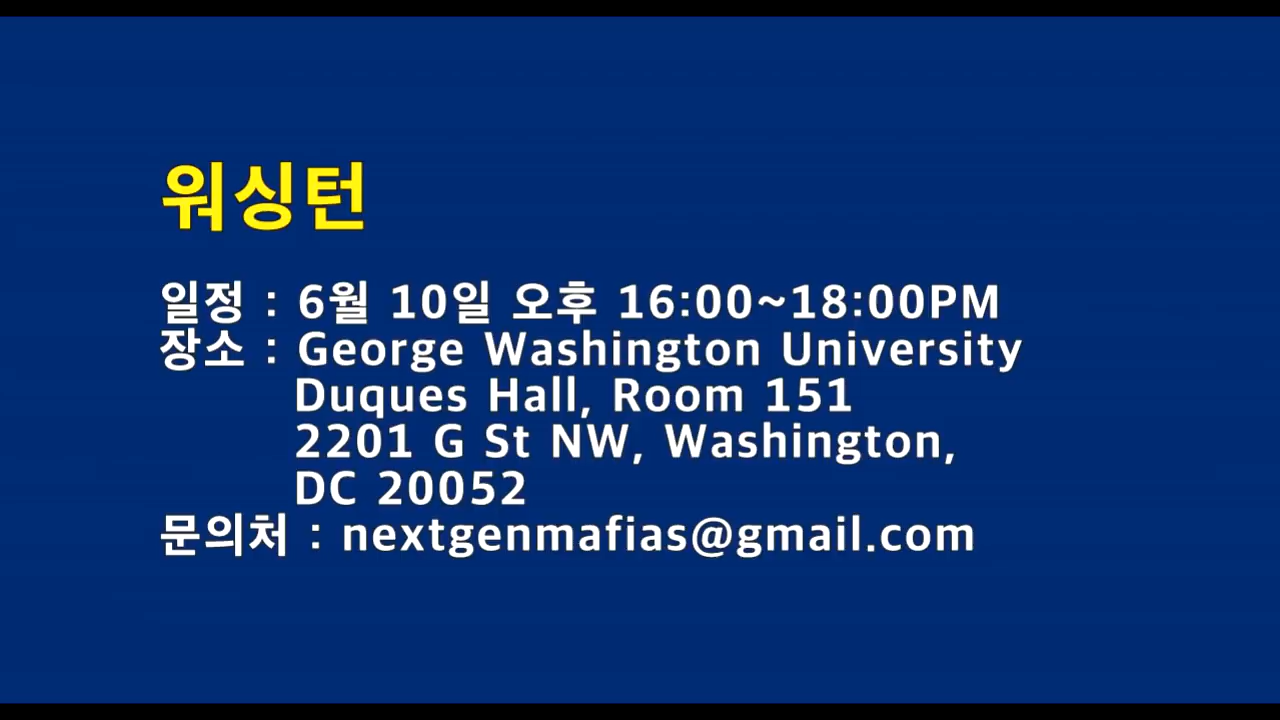 워싱턴
일정 : 6월 10일 오후 16:00~18:00PM
장소 : George Washington University
Duques Hall, Room 151
2201 G St NW, Washington,
DC 20052
문의처 : nextgenmafias@gmail.com